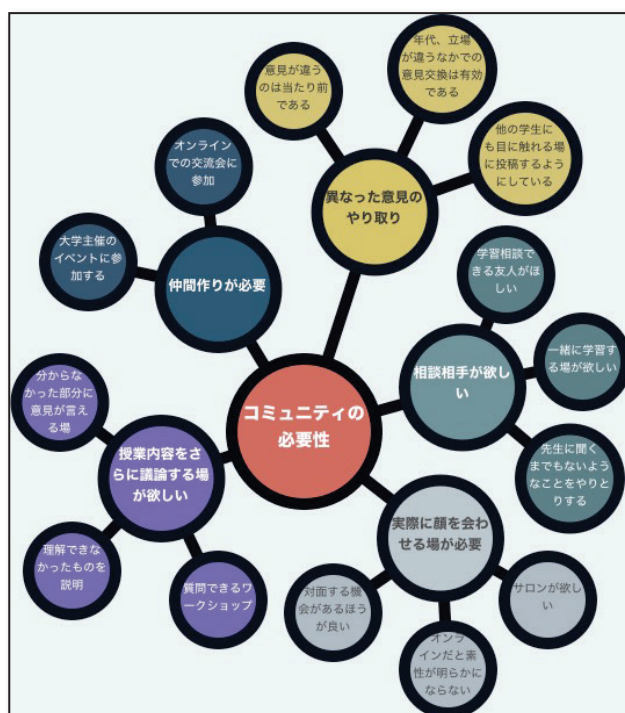 意見が違う
のは当たり前
である
年代、立場
が違うなかでの
意見交換は有効
である
他の学生に
も目に触れる場
に投稿するよう
にしている
異なった意見の
やり取り
オンライン
での交流会に
参加
大学主催の
イベントに参
加する
仲間作りが必要
学習相談で
きる友人がほ
しい
一緒に学習す
る場が欲しい
相談相手が欲し
い
先生に聞く
までもないよう
なことをやりと
りする
コミュニティの
必要性
分からな
かった部分に
意見が言え
る場
授業内容をさ
らに議論する場
が欲しい
理解できな
かったものを
説明
質問できるワ
ークショップ
実際に顔を会わ
せる場が必要
対面する機
会があるほう
が良い
オンラ
インだと素
性が明らかに
ならない
サロンが欲し
い